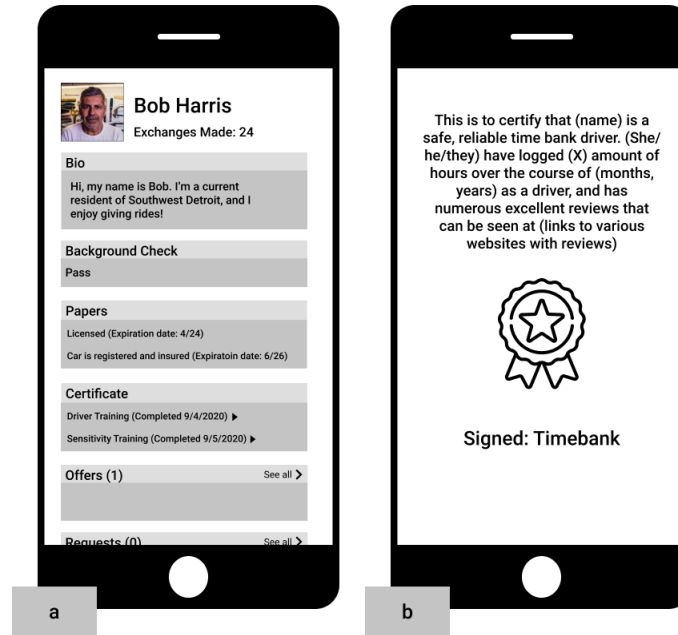 Bob Harris
Exchanges Made: 24
Bio
Hi, my name is Bob. I'm a current
resident of Southwest Detroit, and I
enjoy giving rides!
Background Check
Pass
Papers
Licensed (Expiration date: 4/24)
Car is registered and insured (Expiratoin date: 6/26)
Certificate
Driver Training (Completed 9/4/2020)
Sensitivity Training (Completed 9/5/2020)
Offers (1) See all
Requests (0) See all
a
This is to certify that (name) is a
safe, reliable time bank driver. (She/
he/they) have logged (X) amount of
hours over the course of (months,
years) as a driver, and has
numerous excellent reviews that
can be seen at (links to various
websites with reviews)
Signed: Timebank
b